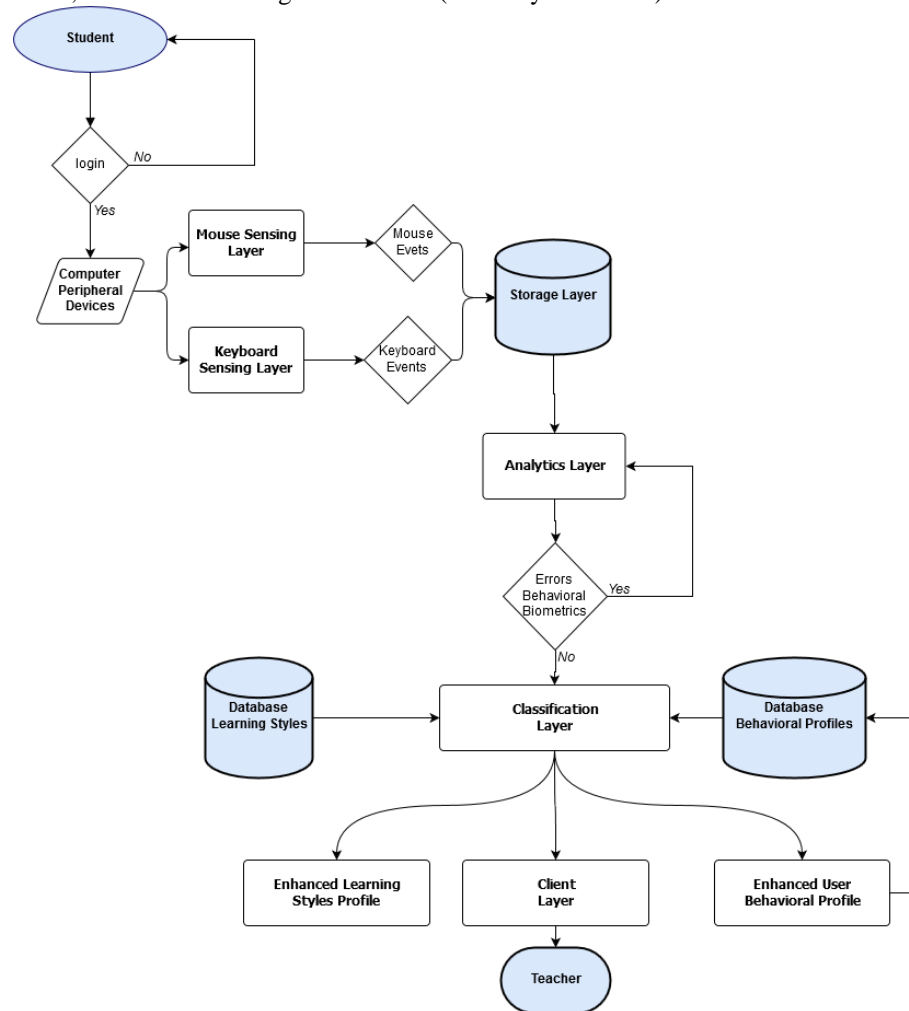 Student
login
No
Yes
Mouse Sensing
Layer
Mouse
Evets
Computer
Peripheral
Devices
Storage Layer
Keyboard
Sensing Layer
Keyboard
Events
Analytics Layer
Errors
Behavioral
Biometrics
Yes
No
Database
Learning Styles
Classification
Layer
Database
Behavioral Profiles
Enhanced Learning
Styles Profile
Client
Layer
Enhanced User
Behavioral Profile
Teacher